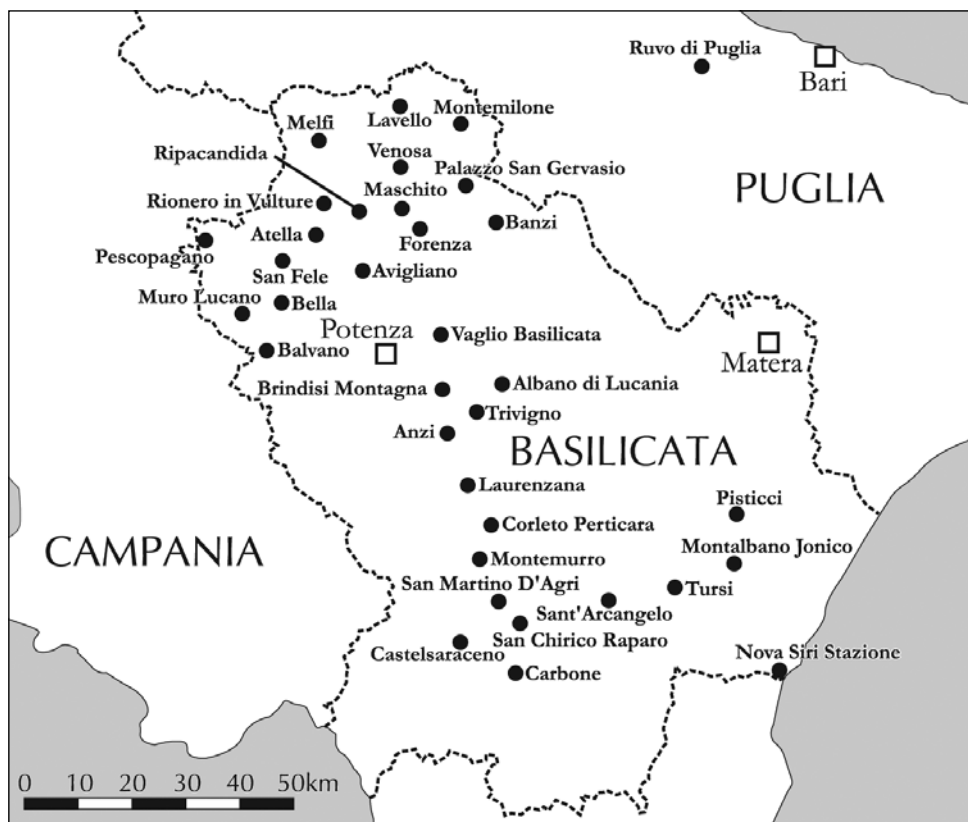 Ruvo di Puglia
Bari
Lavello
Montemilone
Melfi
Ripacandida
Venosa
Palazzo San Gervasio
PUGLIA
Maschito
Rionero in Vulture
Banzi
Atella
Forenza
Pescopagano
San Fele
Avigliano
Muro Lucano
Bella
Potenza
Vaglio Basilicata
Balvano
Matera
Brindisi Montagna
Albano di Lucania
Trivigno
Anzi
BASILICATA
Laurenzana
Pisticci
Corleto Perticara
CAMPANIA
Montalbano Jonico
Montemurro
San Martino D'Agri
Tursi
Sant'Arcangelo
San Chirico Raparo
Castelsaraceno
Nova Siri Stazione
Carbone
0 10 20 30 40 50km